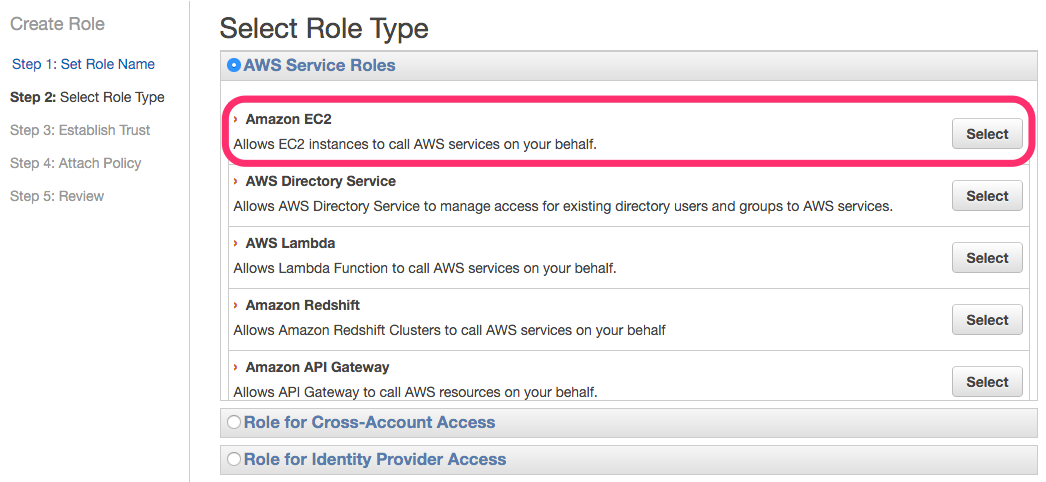 Create Role
Step 1: Set Role Name
Step 2: Select Role Type
Step 3: Establish Trust
Step 4: Attach Policy
Step 5: Review
Select Role Type
AWS Service Roles
Amazon EC2
Allows EC2 instances to call AWS services on your behalf.
Select
AWS Directory Service
Allows AWS Directory Service to manage access for existing directory users and groups to AWS services.
Select
AWS Lambda
Allows Lambda Function to call AWS services on your behalf.
Select
Amazon Redshift
Allows Amazon Redshift Clusters to call AWS services on your behalf
Select
Amazon API Gateway
Allows API Gateway to call AWS resources on your behalf.
Select
Role for Cross-Account Access
Role for Identity Provider Access